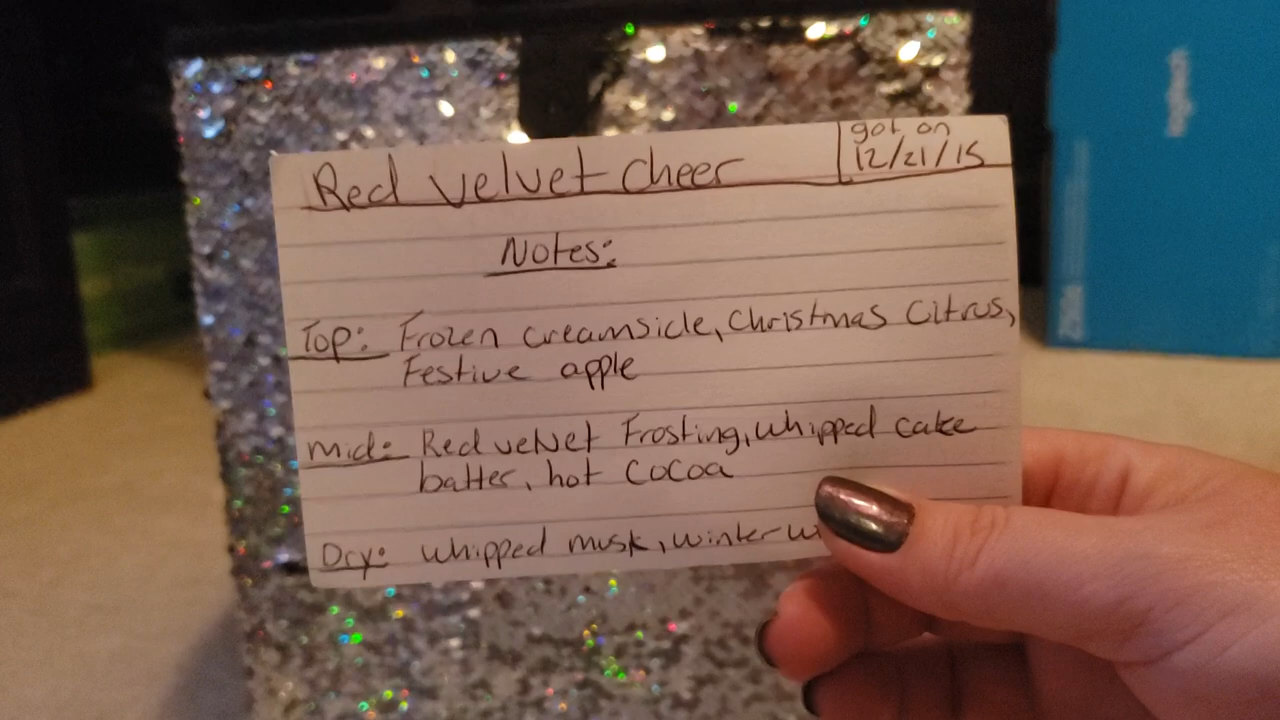 Red Velvet Cheer
got on
12/21/15
Notes:
Top: Frozen creamsicle, Christmas Citrus,
Festive apple
Mid: Red velvet Frosting, whipped cake
batter, hot cocoa
Dry: whipped musk, winter